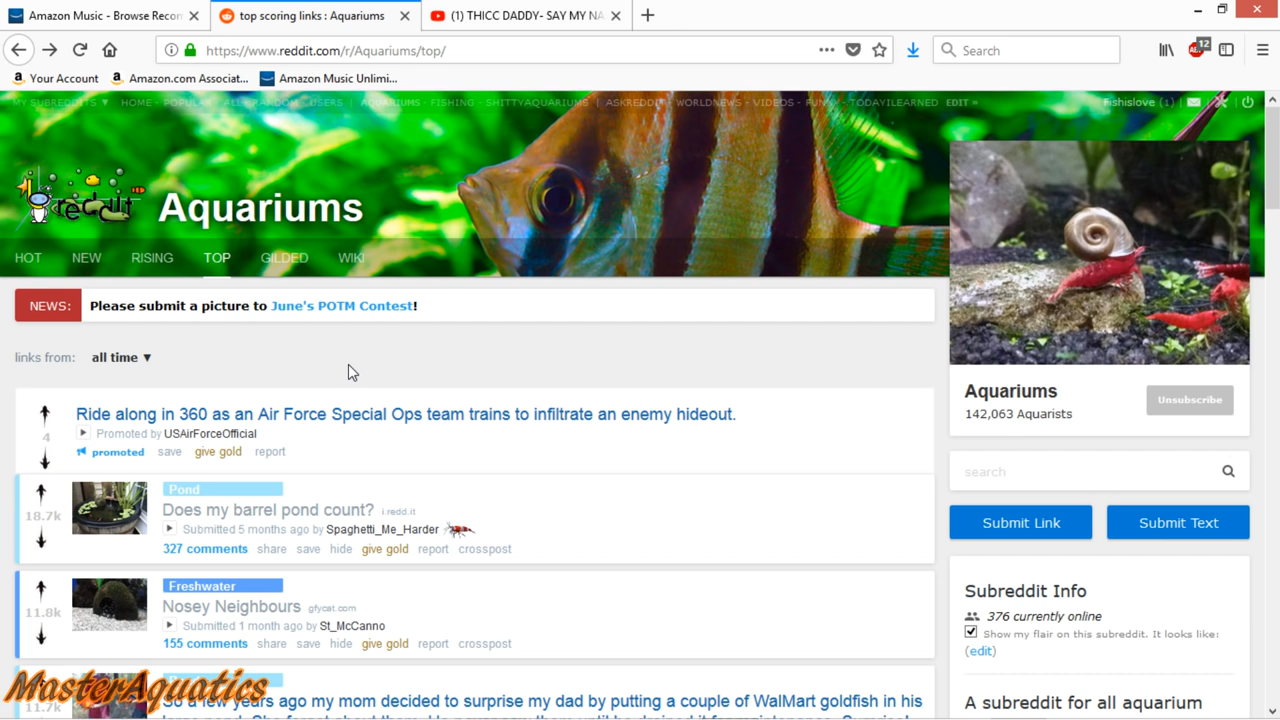 Amazon Music - Browse Recon
top scoring links : Aquariums
(1) THICC DADDY- SAY MY NA
https://www.reddit.com/r/Aquariums/top/
Search
12
Your Account
Amazon.com Associat...
Amazon Music Unlimi...
MY SUBREDDITS ▼ HOME - POPULAR - ALL - RANDOM - USERS | AQUARIUMS - FISHING - SHITTYAQUARIUMS | ASKREDDIT - WORLDNEWS - VIDEOS - FUNNY - TODAYILEARNED EDIT »
Fishislove (1) | |
reddit Aquariums
HOT NEW RISING TOP GILDED WIKI
NEWS: Please submit a picture to June's POTM Contest!
links from: all time ▼
Ride along in 360 as an Air Force Special Ops team trains to infiltrate an enemy hideout.
4
Promoted by USAirForceOfficial
promoted save give gold report
Pond
Does my barrel pond count? i.redd.it
18.7k
Submitted 5 months ago by Spaghetti_Me_Harder
327 comments share save hide give gold report crosspost
Freshwater
Nosey Neighbours gfycat.com
11.8k
Submitted 1 month ago by St_McCanno
155 comments share save hide give gold report crosspost
So a few years ago my mom decided to surprise my dad by putting a couple of WalMart goldfish in his
MasterAquatics
Aquariums
142,063 Aquarists
Unsubscribe
search
Submit Link
Submit Text
Subreddit Info
376 currently online
Show my flair on this subreddit. It looks like:
(edit)
A subreddit for all aquarium